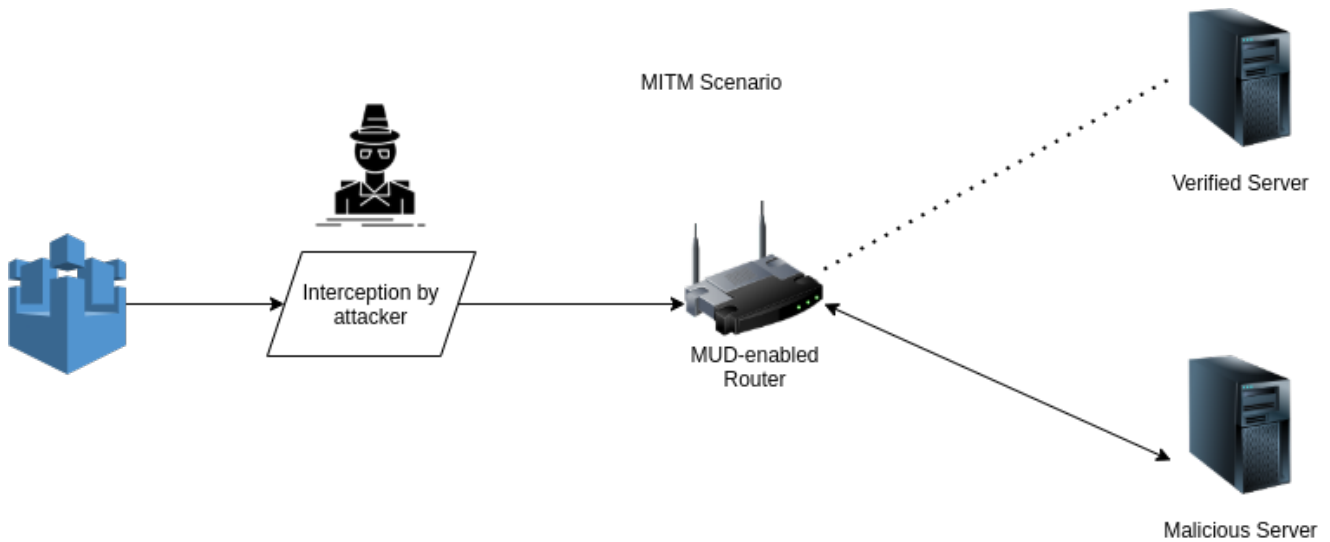 MITM Scenario
Verified Server
Interception by
attacker
MUD-enabled
Router
Malicious Server